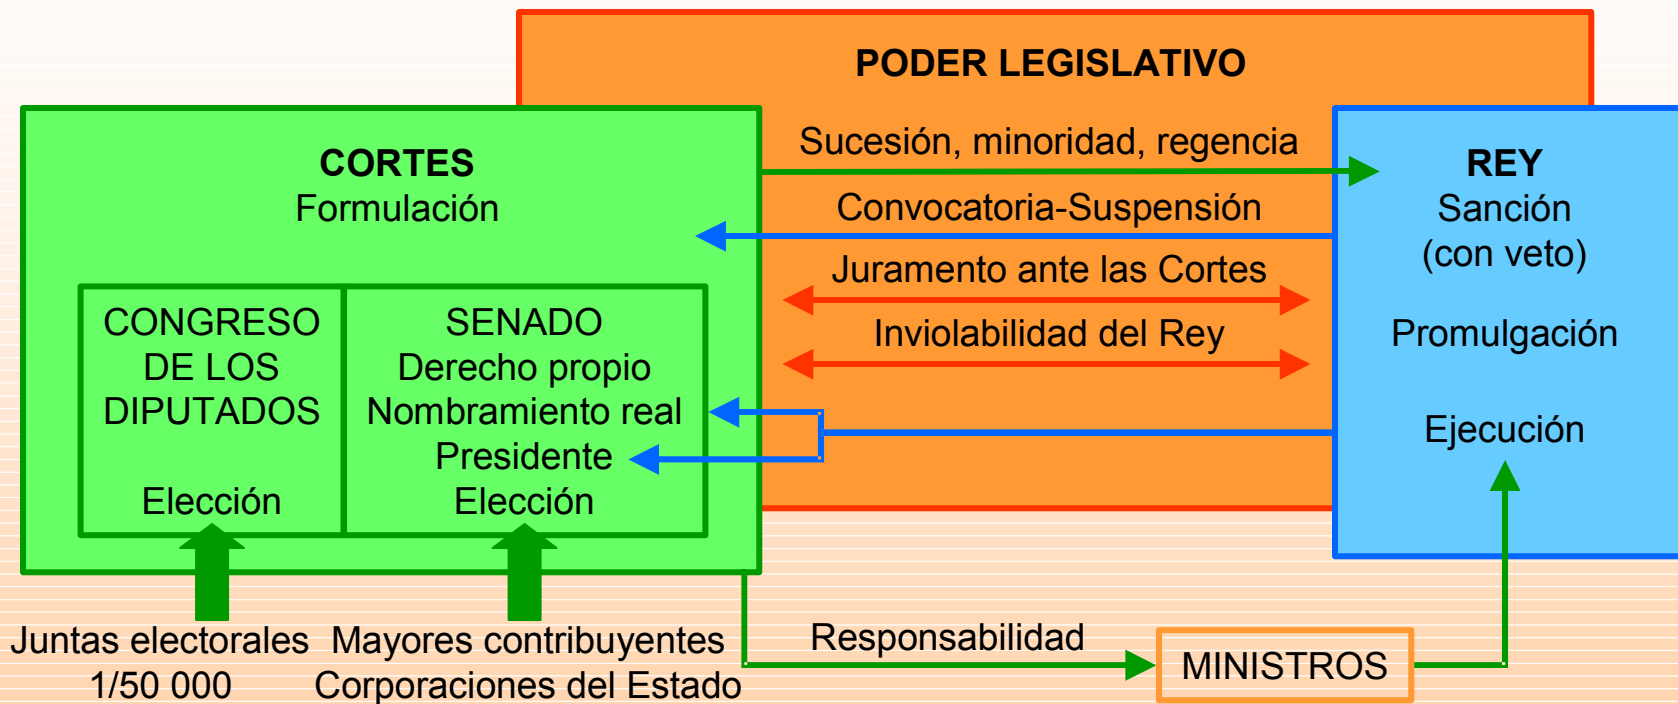 PODER LEGISLATIVO
CORTES
Formulación
CONGRESO
DE LOS
DIPUTADOS
Elección
SENADO
Derecho propio
Nombramiento real
Presidente
Elección
Sucesión, minoridad, regencia
Convocatoria-Suspensión
Juramento ante las Cortes
Inviolabilidad del Rey
REY
Sanción
(con veto)
Promulgación
Ejecución
Juntas electorales
1/50 000
Mayores contribuyentes
Corporaciones del Estado
Responsabilidad
MINISTROS